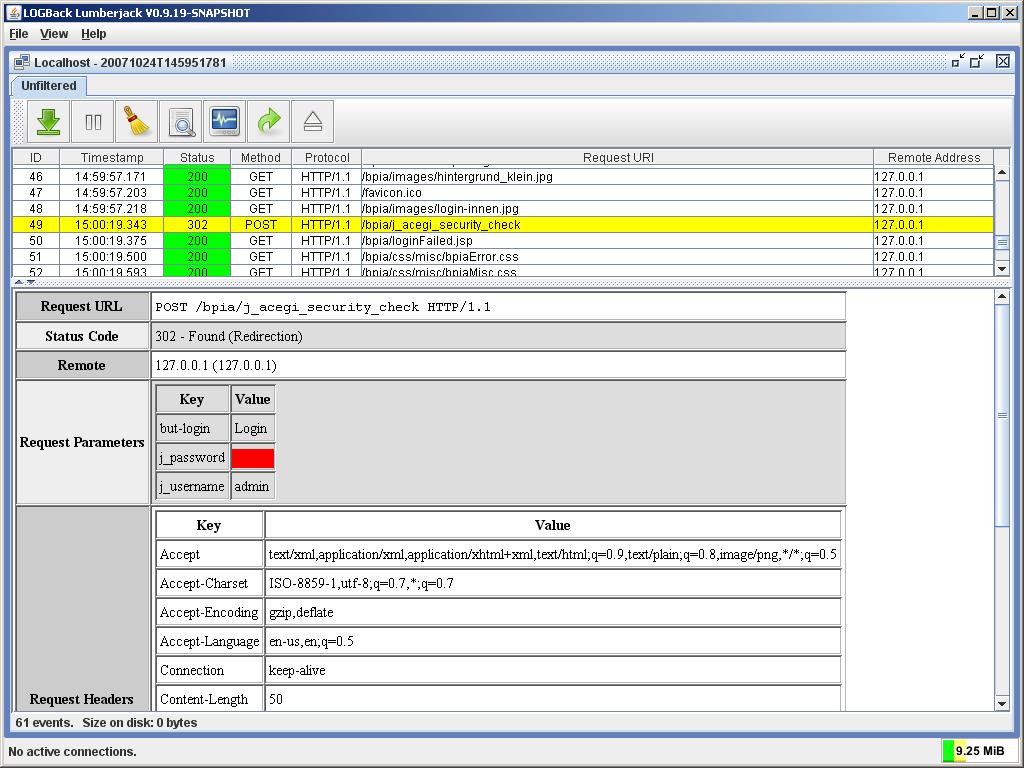 LOGBack Lumberjack V0.9.19-SNAPSHOT
File View Help
Localhost - 20071024T145951781
Unfiltered
ID Timestamp Status Method Protocol Request URI Remote Address
46 14:59:57.171 200 GET HTTP/1.1 /bpia/images/hintergrund_klein.jpg 127.0.0.1
47 14:59:57.203 200 GET HTTP/1.1 /favicon.ico 127.0.0.1
48 14:59:57.218 200 GET HTTP/1.1 /bpia/images/login-innen.jpg 127.0.0.1
49 15:00:19.343 302 POST HTTP/1.1 /bpia/j_acegi_security_check 127.0.0.1
50 15:00:19.375 200 GET HTTP/1.1 /bpia/loginFailed.jsp 127.0.0.1
51 15:00:19.500 200 GET HTTP/1.1 /bpia/css/misc/bpiaError.css 127.0.0.1
52 15:00:19.593 200 GET HTTP/1.1 /bpia/css/misc/bpiaMisc.css 127.0.0.1
Request URL POST /bpia/j_acegi_security_check HTTP/1.1
Status Code 302 - Found (Redirection)
Remote 127.0.0.1 (127.0.0.1)
Request Parameters
Key Value
but-login Login
j_password
j_username admin
Request Headers
Key Value
Accept text/xml,application/xml,application/xhtml+xml,text/html;q=0.9,text/plain;q=0.8,image/png,*/*;q=0.5
Accept-Charset ISO-8859-1,utf-8;q=0.7,*;q=0.7
Accept-Encoding gzip,deflate
Accept-Language en-us,en;q=0.5
Connection keep-alive
Content-Length 50
61 events. Size on disk: 0 bytes
No active connections. 9.25 MiB